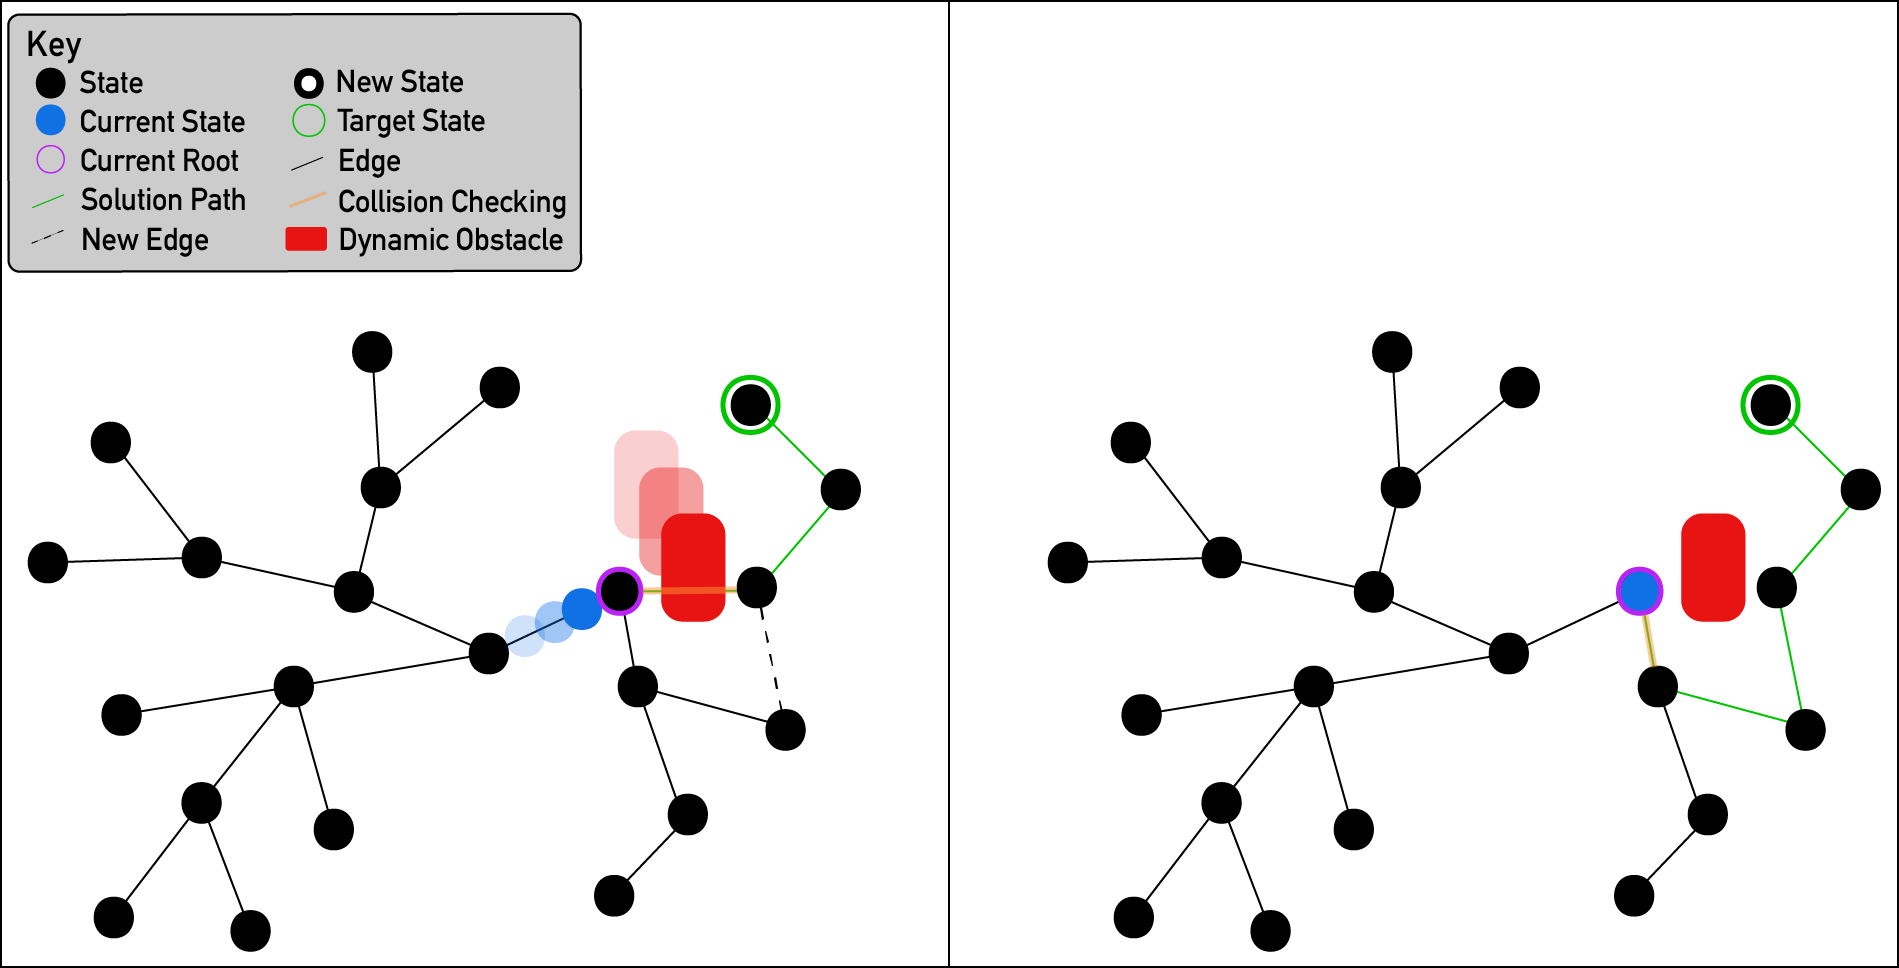 Key
State
New State
Current State
Target State
Current Root
Edge
Solution Path
Collision Checking
New Edge
Dynamic Obstacle